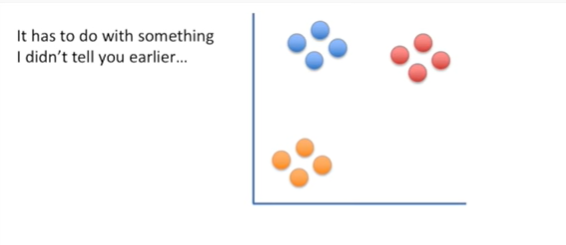 It has to do with something
I didn’t tell you earlier…